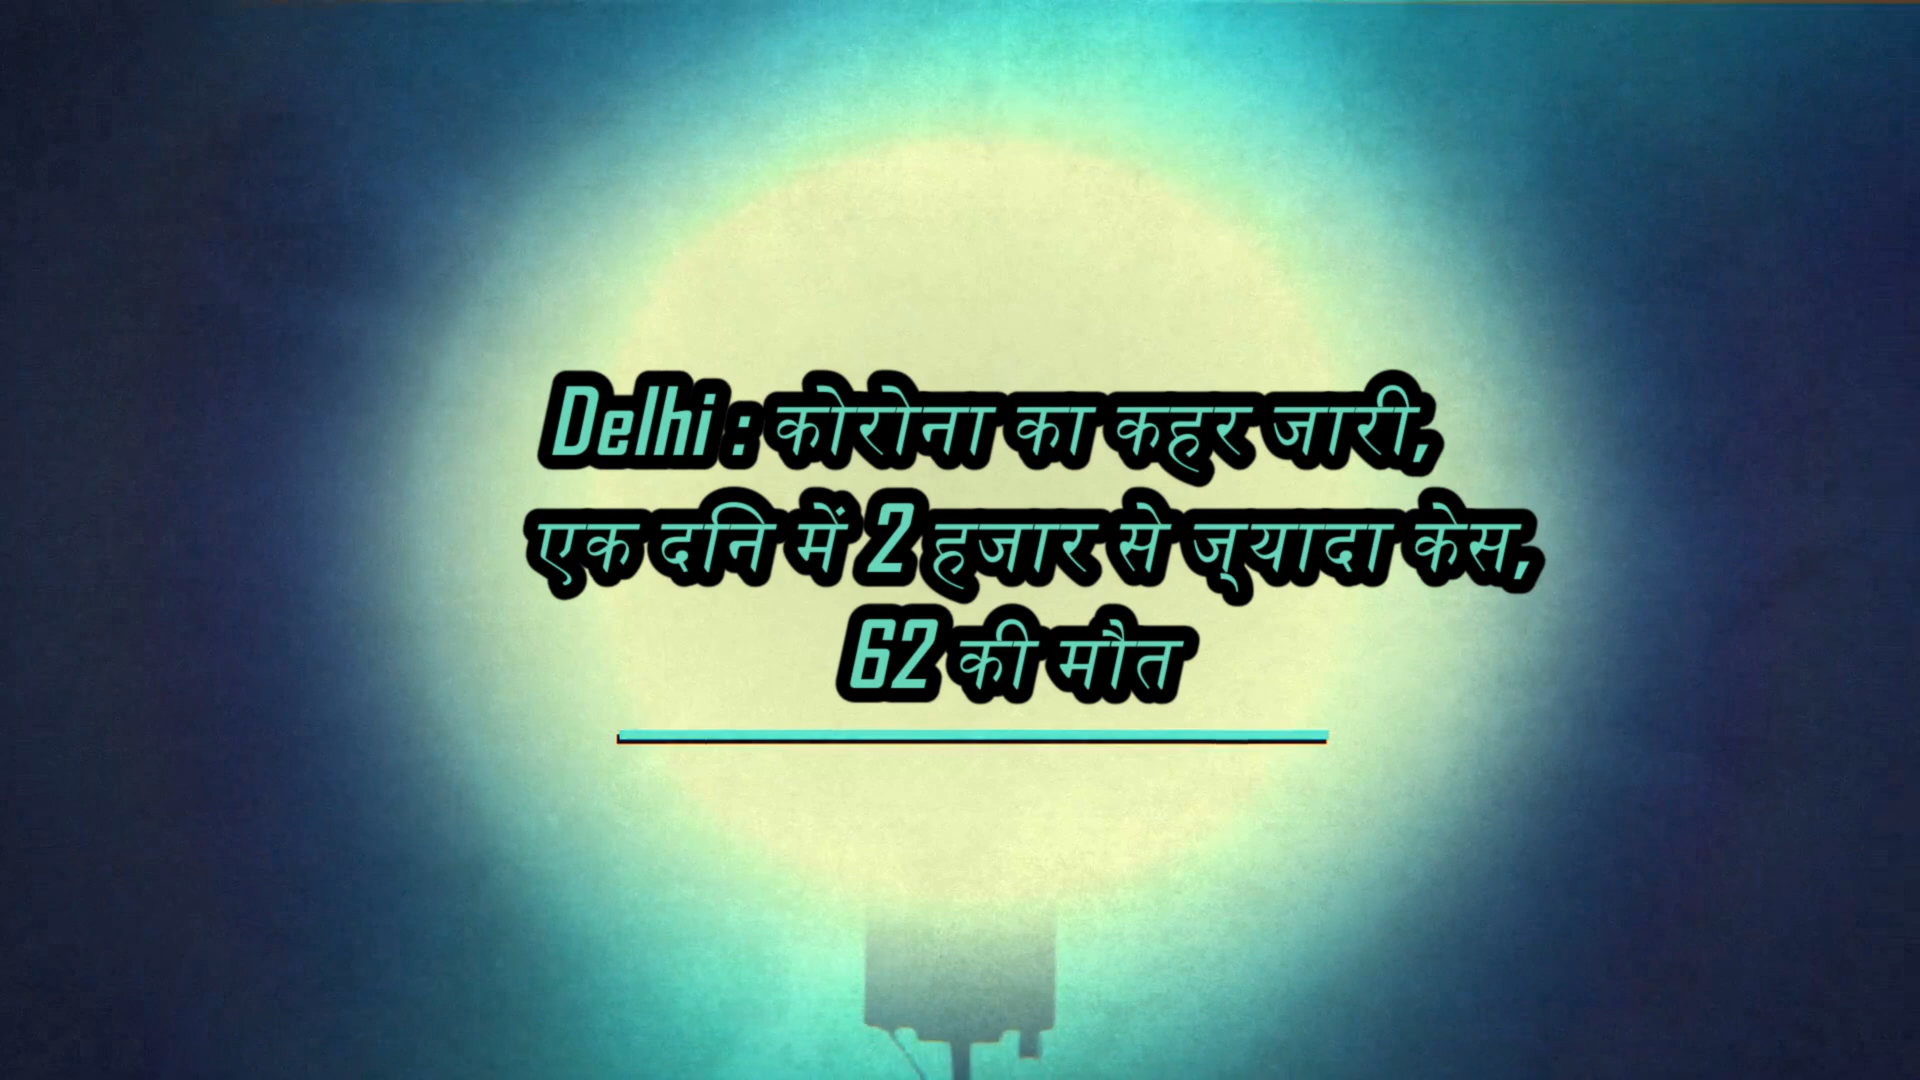 Delhi : कोरोना का कहर जारी,
एक दनि में 2 हजार से ज्‌यादा केस,
62 की मौत